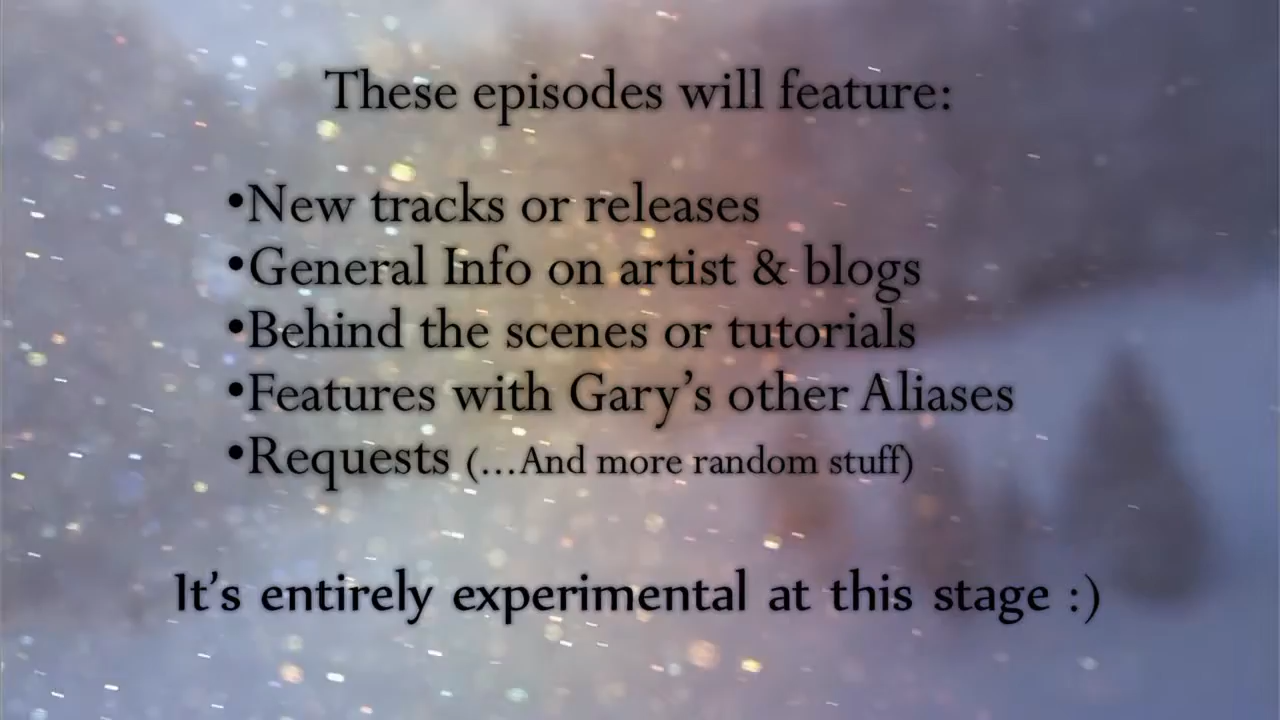 These episodes will feature:
•New tracks or releases
•General Info on artist & blogs
•Behind the scenes or tutorials
•Features with Gary’s other Aliases
•Requests (...And more random stuff)
It’s entirely experimental at this stage :)